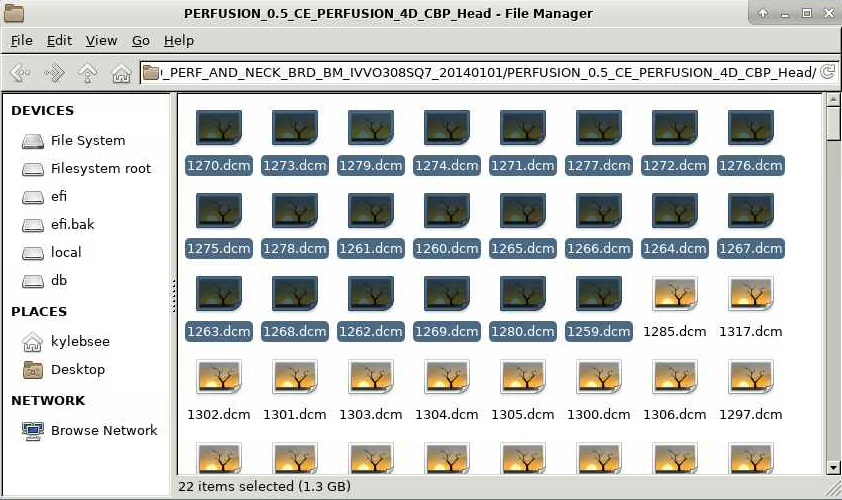 PERFUSION_0.5_CE_PERFUSION_4D_CBP_Head - File Manager
File Edit View Go Help
_PERF_AND_NECK_BRD_BM_IVVO308SQ7_20140101/PERFUSION_0.5_CE_PERFUSION_4D_CBP_Head/
DEVICES
File System
Filesystem root
efi
efi.bak
local
db
PLACES
kylebsee
Desktop
NETWORK
Browse Network
1270.dcm 1273.dcm 1279.dcm 1274.dcm 1271.dcm 1277.dcm 1272.dcm 1276.dcm
1275.dcm 1278.dcm 1261.dcm 1260.dcm 1265.dcm 1266.dcm 1264.dcm 1267.dcm
1263.dcm 1268.dcm 1262.dcm 1269.dcm 1280.dcm 1259.dcm 1285.dcm 1317.dcm
1302.dcm 1301.dcm 1303.dcm 1304.dcm 1305.dcm 1300.dcm 1306.dcm 1297.dcm
22 items selected (1.3 GB)